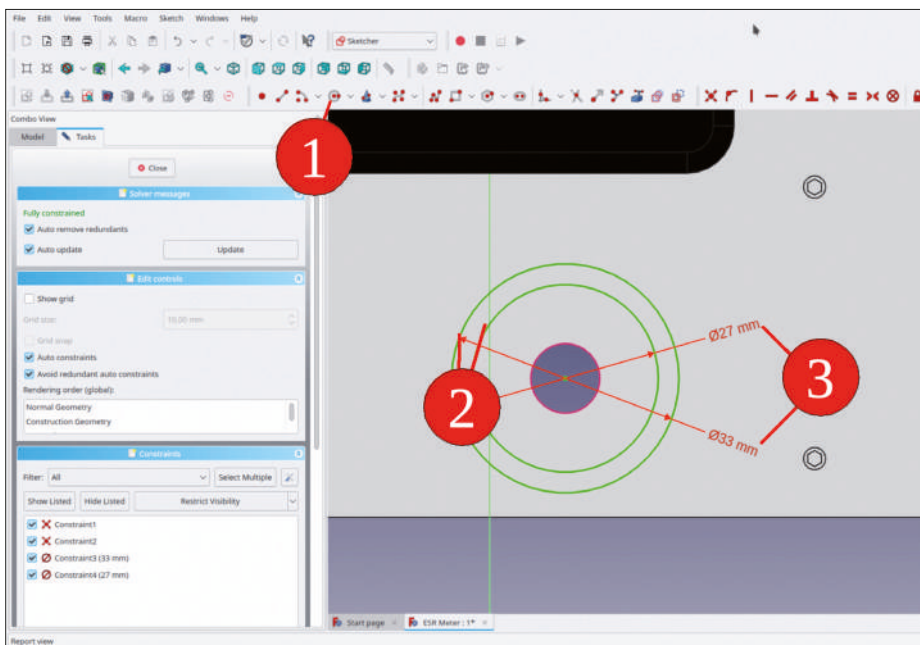 File Edit View Tools Macro Sketch Windows Help
Sketcher
Combo View
Model Tasks
Close
Solver messages
Fully constrained
Auto remove redundants
Auto update Update
Edit controls
Show grid
Grid size: 10.00 mm
Grid snap
Auto constraints
Avoid redundant auto constraints
Rendering order (global):
Normal Geometry
Construction Geometry
Constraints
Filter: All Select Multiple
Show Listed Hide Listed Restrict Visibility
Constraint1
Constraint2
Constraint3 (33 mm)
Constraint4 (27 mm)
1
Ø27 mm
2
3
Ø33 mm
Start page ESR Meter : 1*
Report view